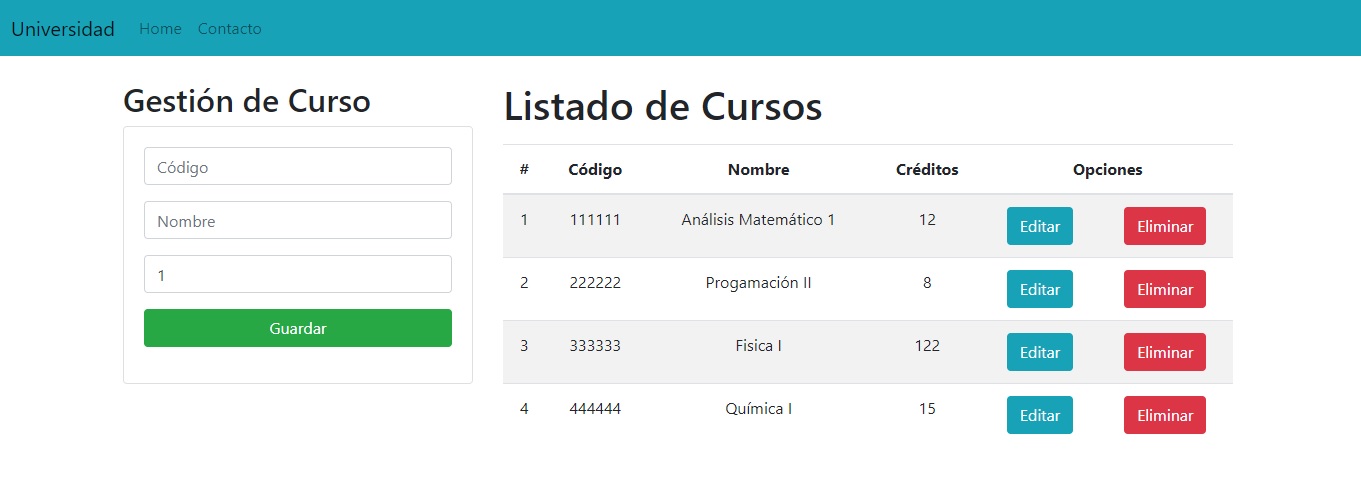 Universidad Home Contacto
Gestión de Curso
Código
Nombre
1
Guardar
Listado de Cursos
# Código Nombre Créditos Opciones
1 111111 Análisis Matemático 1 12 Editar Eliminar
2 222222 Progamación II 8 Editar Eliminar
3 333333 Fisica I 122 Editar Eliminar
4 444444 Química I 15 Editar Eliminar